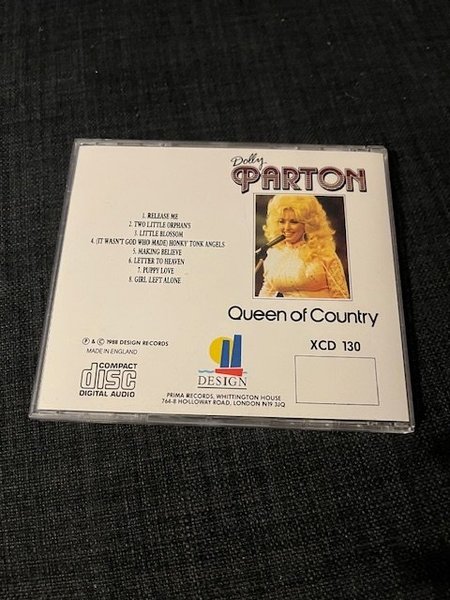 Dolly
PARTON
1. RELEASE ME
2. TWO LITTLE ORPHANS
3. LITTLE BLOSSOM
4. (IT WASN'T GOD WHO MADE) HONKY TONK ANGELS
5. MAKING BELIEVE
6. LETTER TO HEAVEN
7. PUPPY LOVE
8. GIRL LEFT ALONE
Queen of Country
℗ & © 1988 DESIGN RECORDS
MADE IN ENGLAND
XCD 130
COMPACT
disc
DIGITAL AUDIO
DESIGN
PRIMA RECORDS, WHITTINGTON HOUSE
764-8 HOLLOWAY ROAD, LONDON N19 3JQ